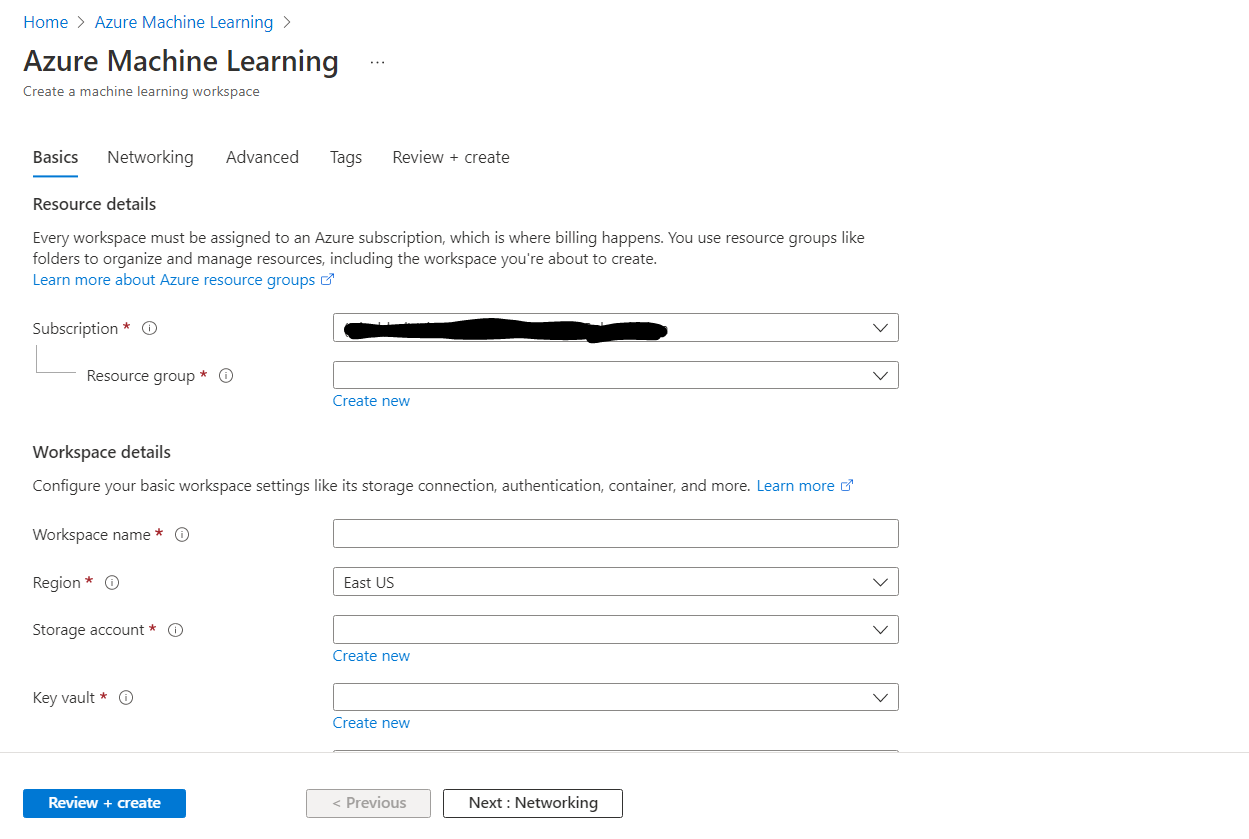 Home > Azure Machine Learning >
Azure Machine Learning ...
Create a machine learning workspace
Basics Networking Advanced Tags Review + create
Resource details
Every workspace must be assigned to an Azure subscription, which is where billing happens. You use resource groups like
folders to organize and manage resources, including the workspace you're about to create.
Learn more about Azure resource groups
Subscription *
Resource group *
Create new
Workspace details
Configure your basic workspace settings like its storage connection, authentication, container, and more. Learn more
Workspace name *
Region * East US
Storage account *
Create new
Key vault *
Create new
Review + create < Previous Next : Networking